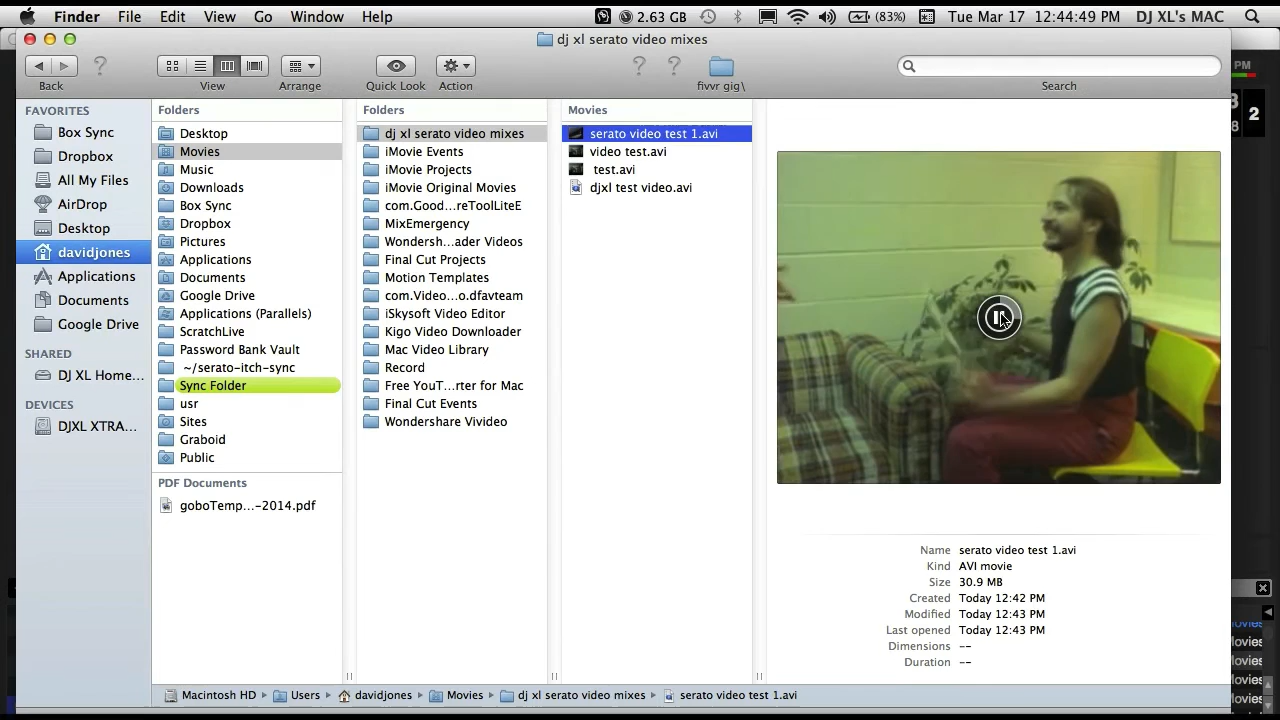 Finder File Edit View Go Window Help 2.63 GB (83%) Tue Mar 17 12:44:49 PM DJ XL's MAC
dj xl serato video mixes
Back View Arrange Quick Look Action fivvr gig\ Search
FAVORITES
Box Sync
Dropbox
All My Files
AirDrop
Desktop
davidjones
Applications
Documents
Google Drive
SHARED
DJ XL Home...
DEVICES
DJXL XTRA...
Folders
Desktop
Movies
Music
Downloads
Box Sync
Dropbox
Pictures
Applications
Documents
Google Drive
Applications (Parallels)
ScratchLive
Password Bank Vault
~/serato-itch-sync
Sync Folder
usr
Sites
Graboid
Public
PDF Documents
goboTemp...-2014.pdf
Folders
dj xl serato video mixes
iMovie Events
iMovie Projects
iMovie Original Movies
com.Good...reToolLiteE
MixEmergency
Wondersh...ader Videos
Final Cut Projects
Motion Templates
com.Video...o.dfavteam
iSkysoft Video Editor
Kigo Video Downloader
Mac Video Library
Record
Free YouT...rter for Mac
Final Cut Events
Wondershare Vivideo
Movies
serato video test 1.avi
video test.avi
test.avi
djxl test video.avi
Name serato video test 1.avi
Kind AVI movie
Size 30.9 MB
Created Today 12:42 PM
Modified Today 12:43 PM
Last opened Today 12:43 PM
Dimensions --
Duration --
Macintosh HD Users davidjones Movies dj xl serato video mixes serato video test 1.avi
PM
2